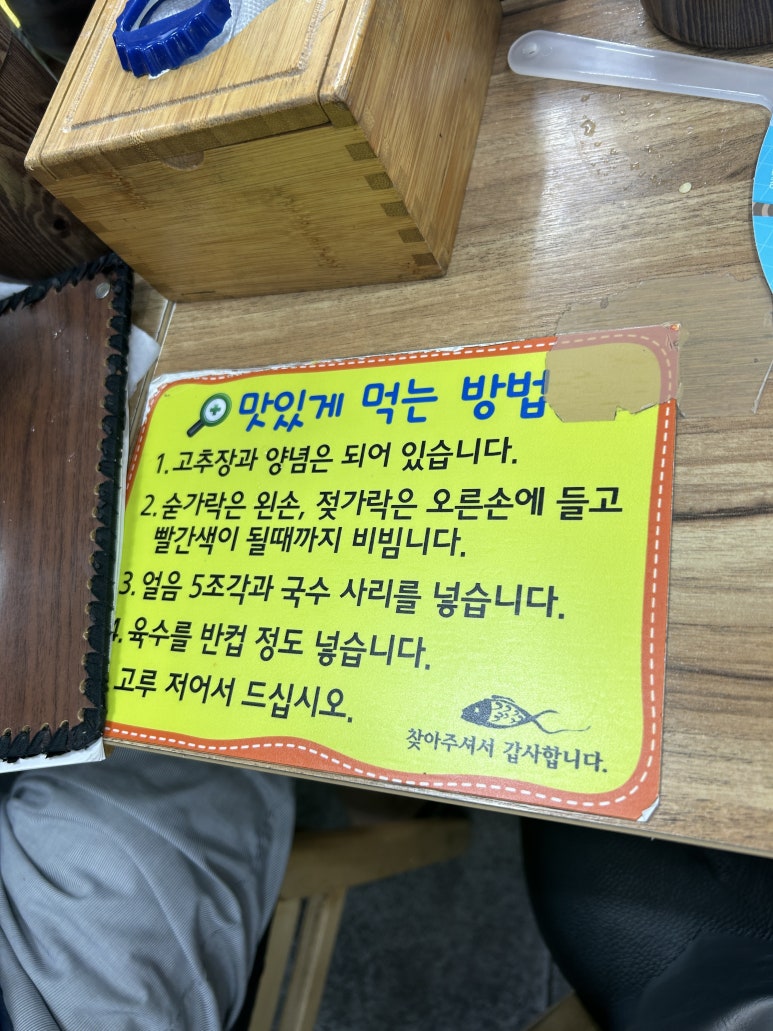 맛있게 먹는 방법
1. 고추장과 양념은 되어 있습니다.
2. 숟가락은 왼손, 젖가락은 오른손에 들고
빨간색이 될때까지 비빔니다.
3. 얼음 5조각과 국수 사리를 넣습니다.
4. 육수를 반컵 정도 넣습니다.
고루 저어서 드십시오.
찾아주셔서 갑사합니다.